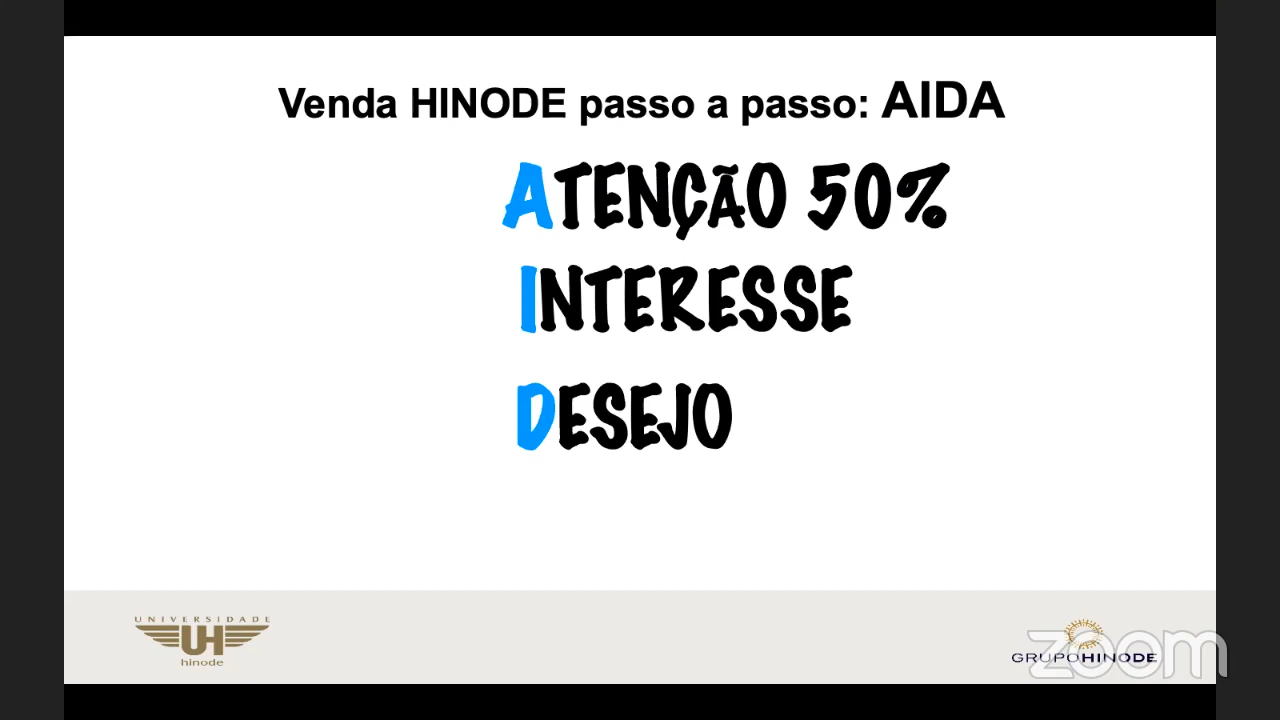 Venda HINODE passo a passo: AIDA
ATENÇÃO 50%
INTERESSE
DESEJO
UNIVERSIDADE
UH
hinode
GRUPOHINODE
zoom